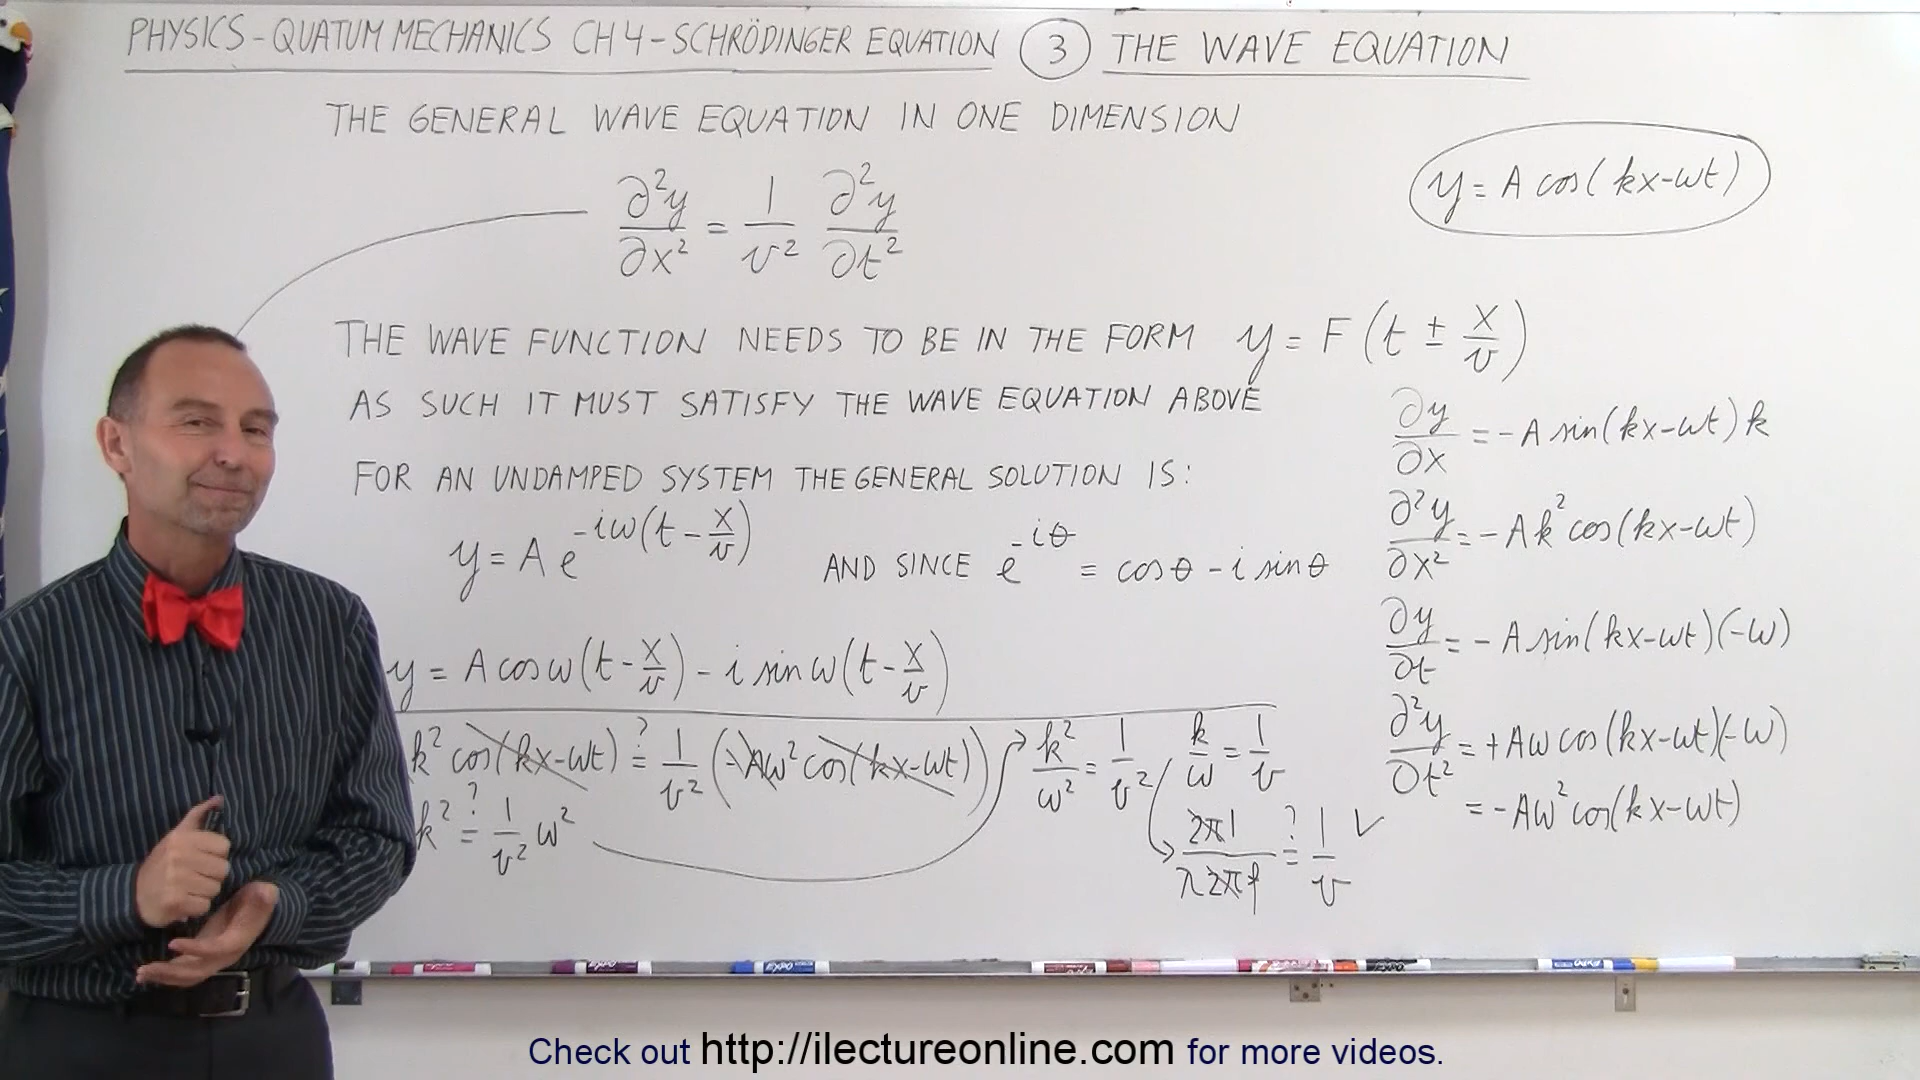 PHYSICS-QUATUM MECHANICS CH 4-SCHRÖDINGER EQUATION ③ THE WAVE EQUATION
THE GENERAL WAVE EQUATION IN ONE DIMENSION
∂²y/∂x² = 1/v² ∂²y/∂t²
y = A cos(kx-ωt)
THE WAVE FUNCTION NEEDS TO BE IN THE FORM y = F(t ± x/v)
AS SUCH IT MUST SATISFY THE WAVE EQUATION ABOVE
FOR AN UNDAMPED SYSTEM THE GENERAL SOLUTION IS:
y = A e^{-iω(t - x/v)} AND SINCE e^{-iθ} = cos θ - i sin θ
y = A cos ω(t - x/v) - i sin ω(t - x/v)
k² cos(kx-ωt) ≟ 1/v² (-Aω² cos(kx-ωt))
k² ≟ 1/v² ω²
k²/ω² = 1/v²
k/ω = 1/v
2π1/λ2πf ≟ 1/v ✓
∂y/∂x = -A sin(kx-ωt)k
∂²y/∂x² = -Ak² cos(kx-ωt)
∂y/∂t = -A sin(kx-ωt)(-ω)
∂²y/∂t² = +Aω cos(kx-ωt)(-ω)
= -Aω² cos(kx-ωt)
EXPO
EXPO
Check out http://ilectureonline.com for more videos.